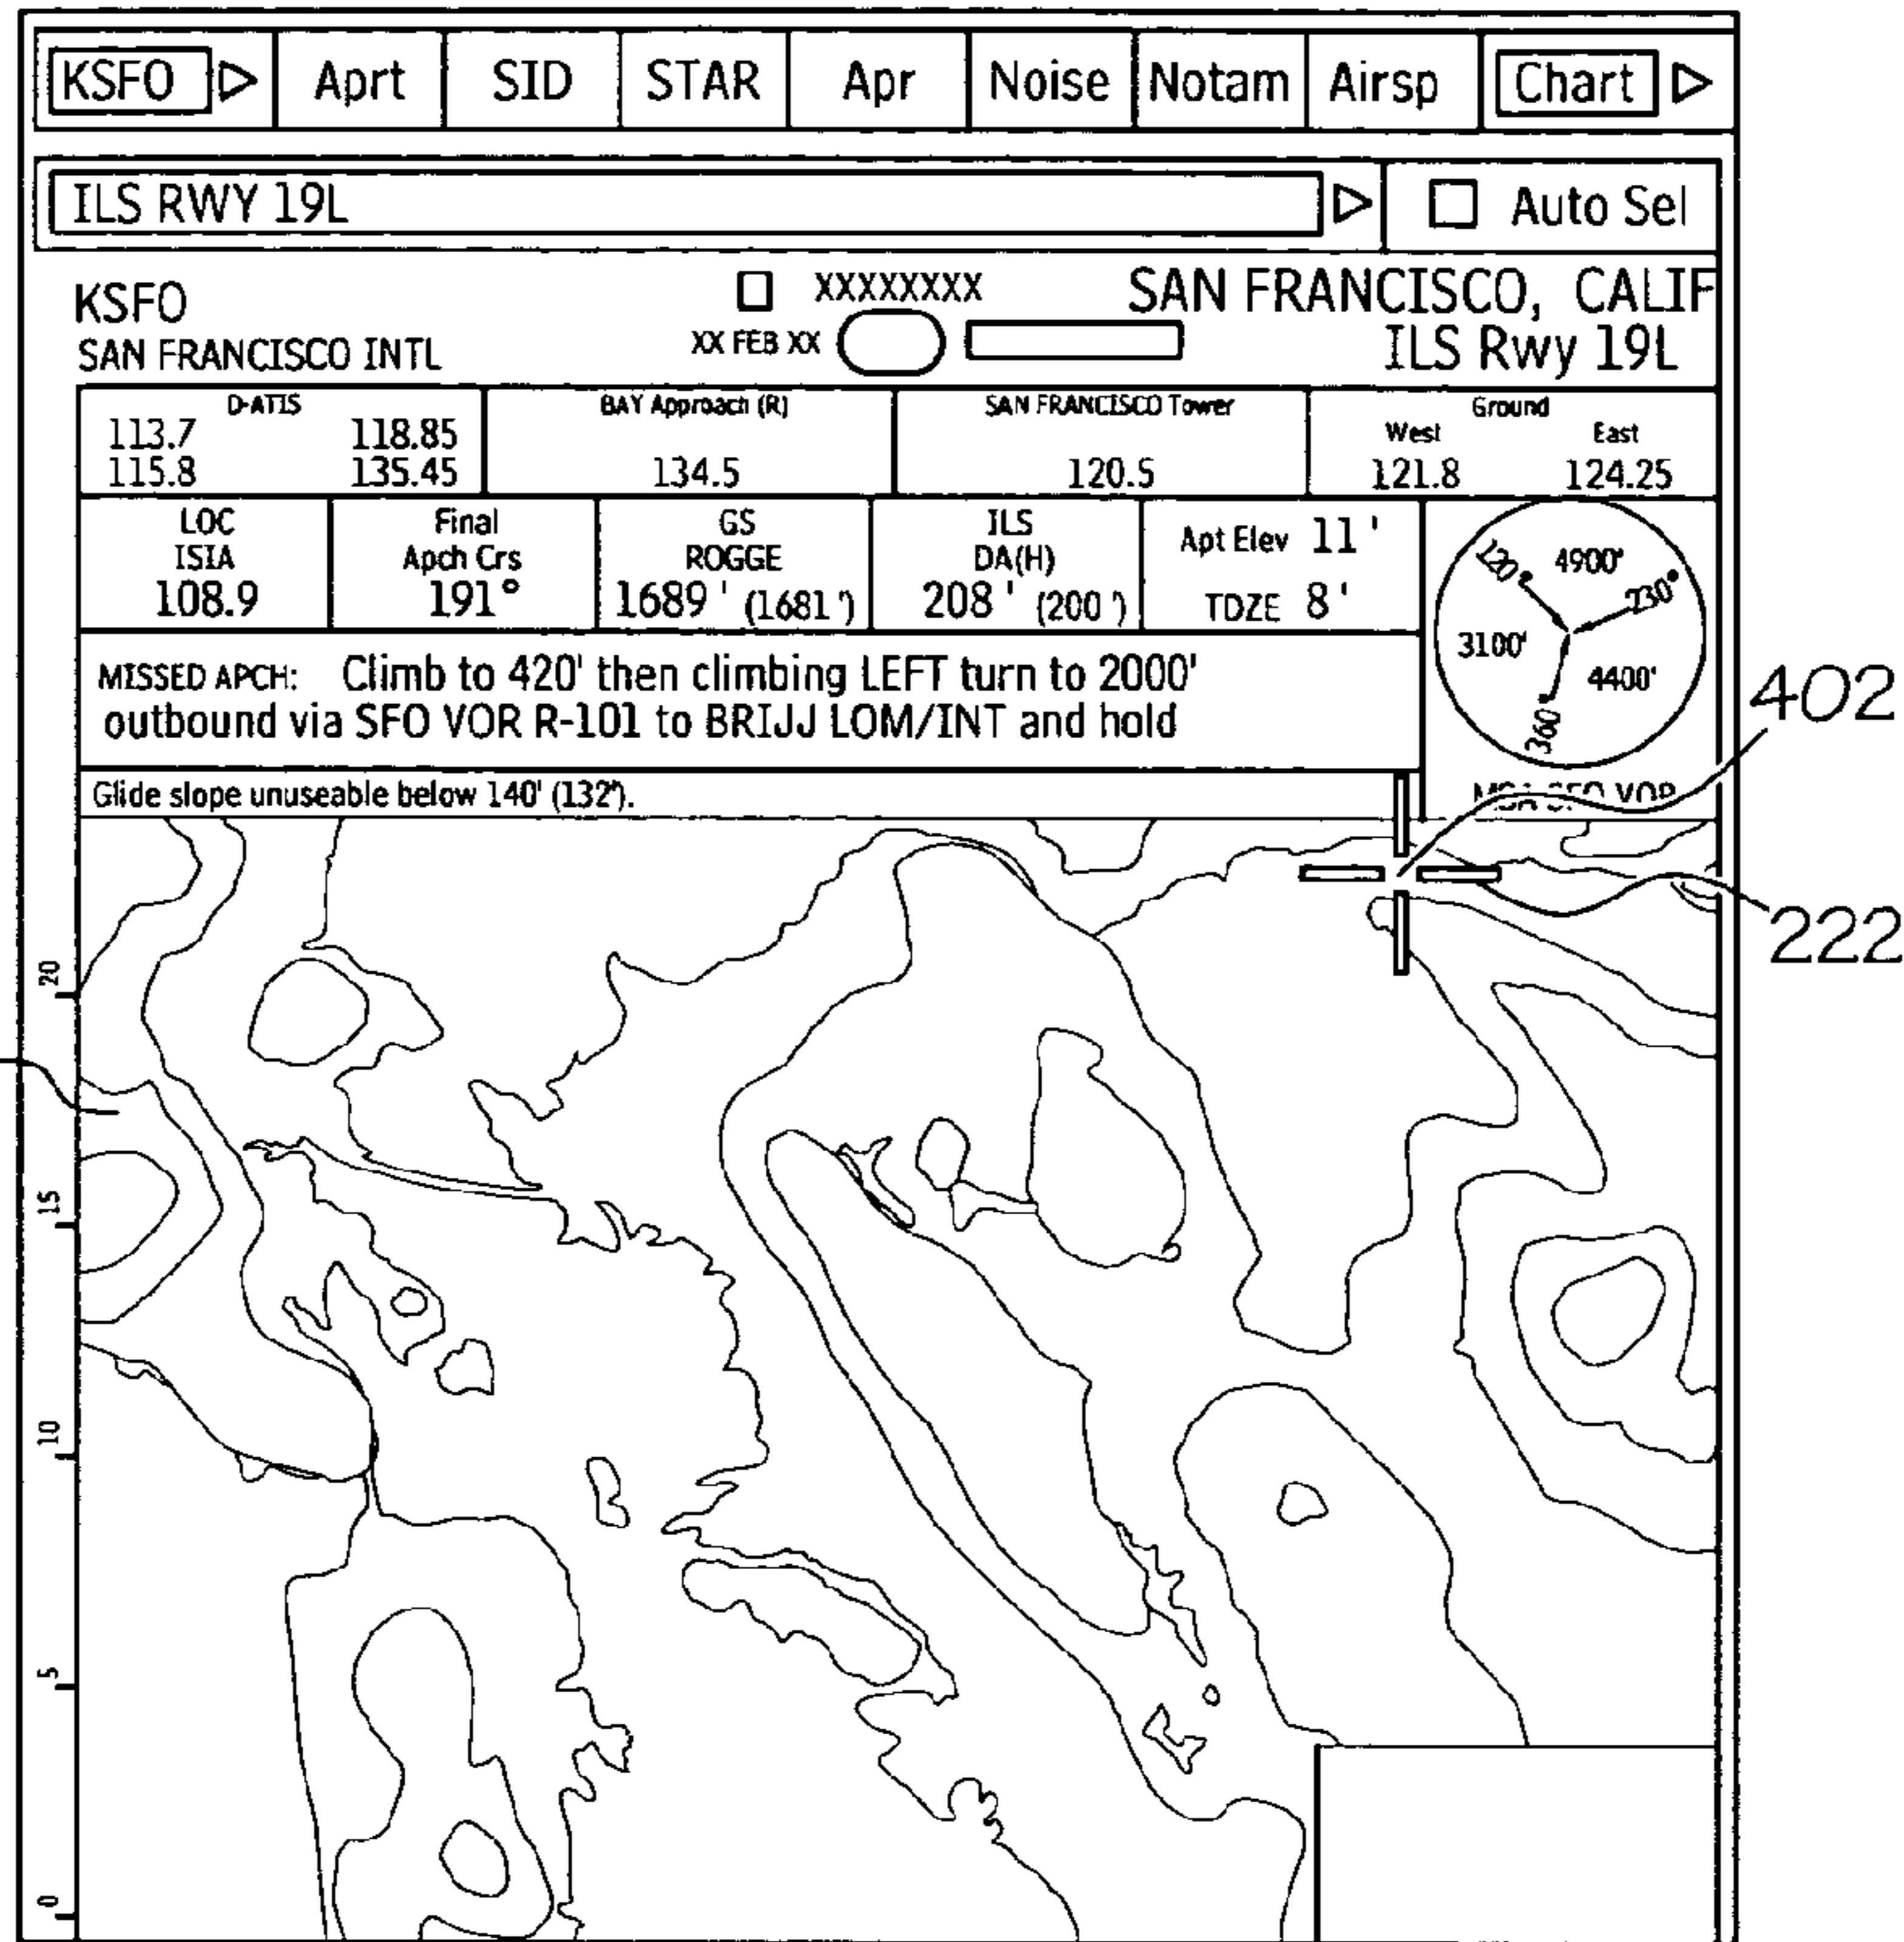 KSFO Aprt SID STAR Apr Noise Notam Airsp Chart
ILS RWY 19L Auto Sel
KSFO XXXXXXXX SAN FRANCISCO, CALIF
SAN FRANCISCO INTL XX FEB XX ILS Rwy 19L
D-ATIS BAY Approach (R) SAN FRANCISCO Tower Ground
West East
113.7 118.85
115.8 135.45 134.5 120.5 121.8 124.25
LOC Final GS ILS Apt Elev 11'
ISIA Apch Crs ROGGE DA(H)
108.9 191° 1689' (1681') 208' (200') TDZE 8'
120° 4900' 230°
3100' 4400'
360°
MISSED APCH: Climb to 420' then climbing LEFT turn to 2000'
outbound via SFO VOR R-101 to BRIJJ LOM/INT and hold
402
Glide slope unuseable below 140' (132').
MSA SFO VOR
222
20
15
10
5
0